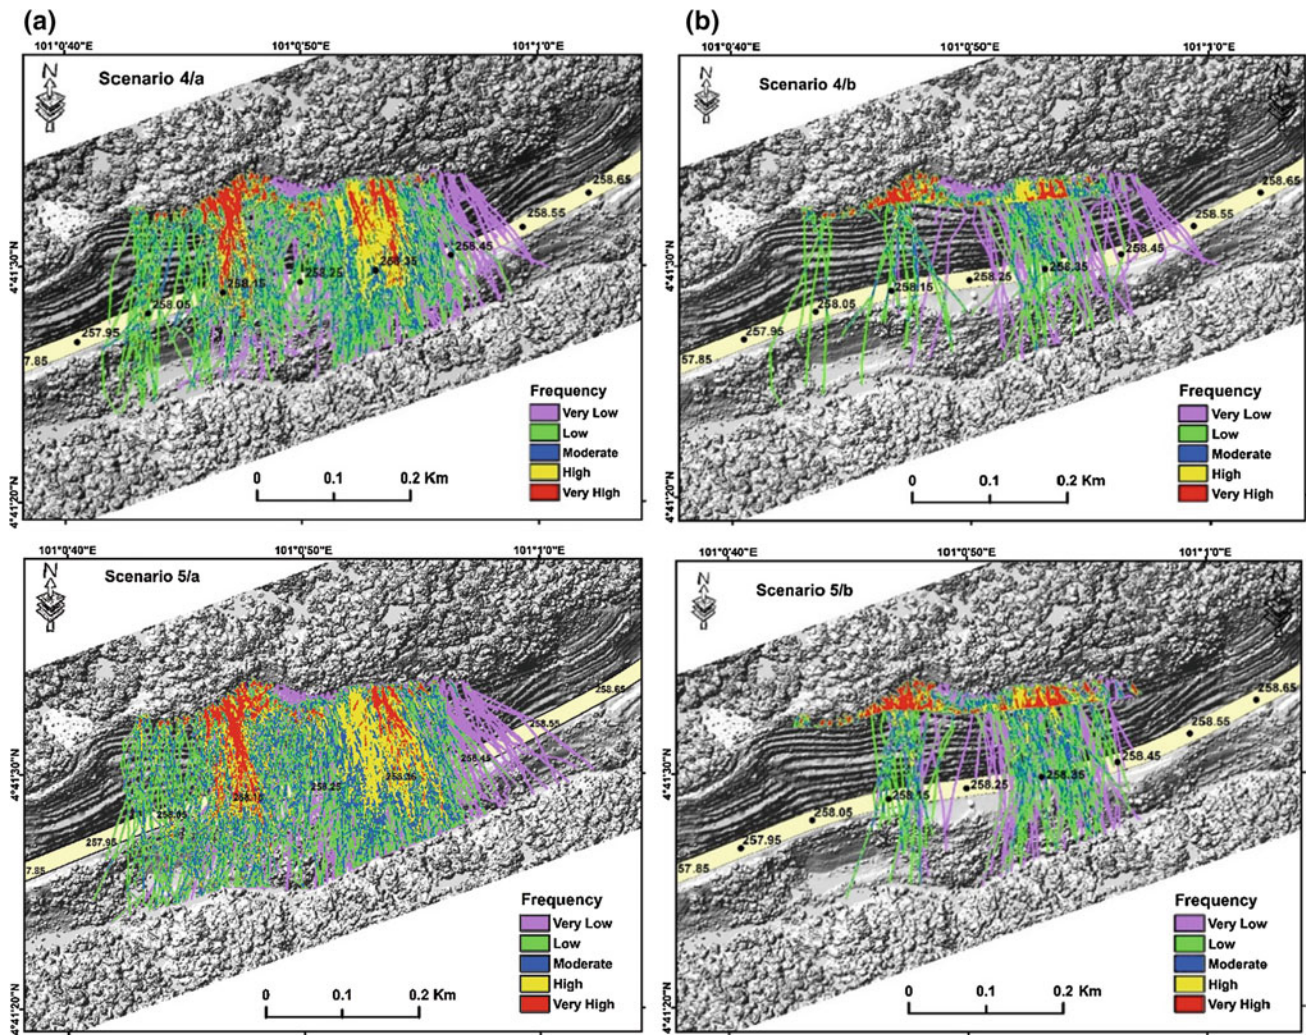 (a)
(b)
101°0'40"E 101°0'50"E 101°1'0"E
N
Scenario 4/a
258.65
258.55
258.45
258.35
258.25
258.15
258.05
257.95
7.85
4°41'30"N
4°41'20"N
Frequency
Very Low
Low
Moderate
High
Very High
0 0.1 0.2 Km
101°0'40"E 101°0'50"E 101°1'0"E
N
Scenario 4/b
N
258.65
258.55
258.45
258.35
258.25
258.15
258.05
257.95
57.85
4°41'30"N
4°41'20"N
Frequency
Very Low
Low
Moderate
High
Very High
0 0.1 0.2 Km
101°0'40"E 101°0'50"E 101°1'0"E
N
Scenario 5/a
258.65
258.55
258.45
258.25
258.15
258.05
257.95
7.85
4°41'30"N
4°41'20"N
Frequency
Very Low
Low
Moderate
High
Very High
0 0.1 0.2 Km
101°0'40"E 101°0'50"E 101°1'0"E
N
Scenario 5/b
N
258.65
258.55
258.45
258.35
258.25
258.15
258.05
257.95
57.85
4°41'30"N
4°41'20"N
Frequency
Very Low
Low
Moderate
High
Very High
0 0.1 0.2 Km